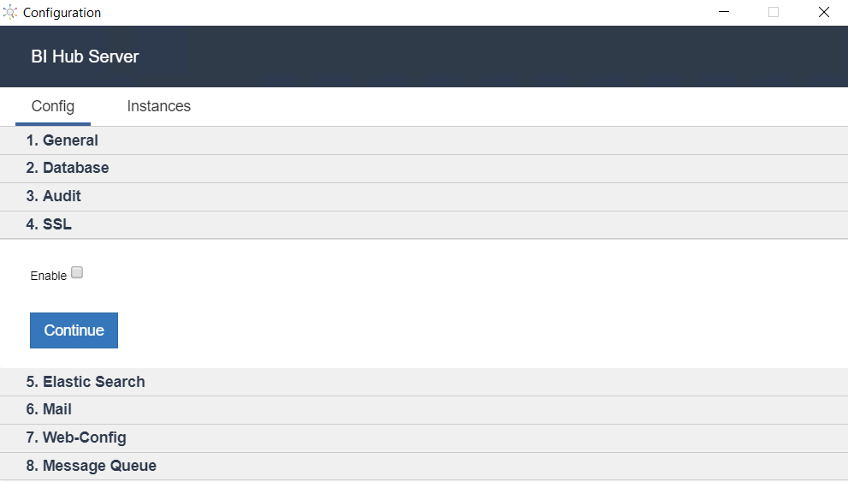 Configuration
BI Hub Server
Config Instances
1. General
2. Database
3. Audit
4. SSL
Enable
Continue
5. Elastic Search
6. Mail
7. Web-Config
8. Message Queue